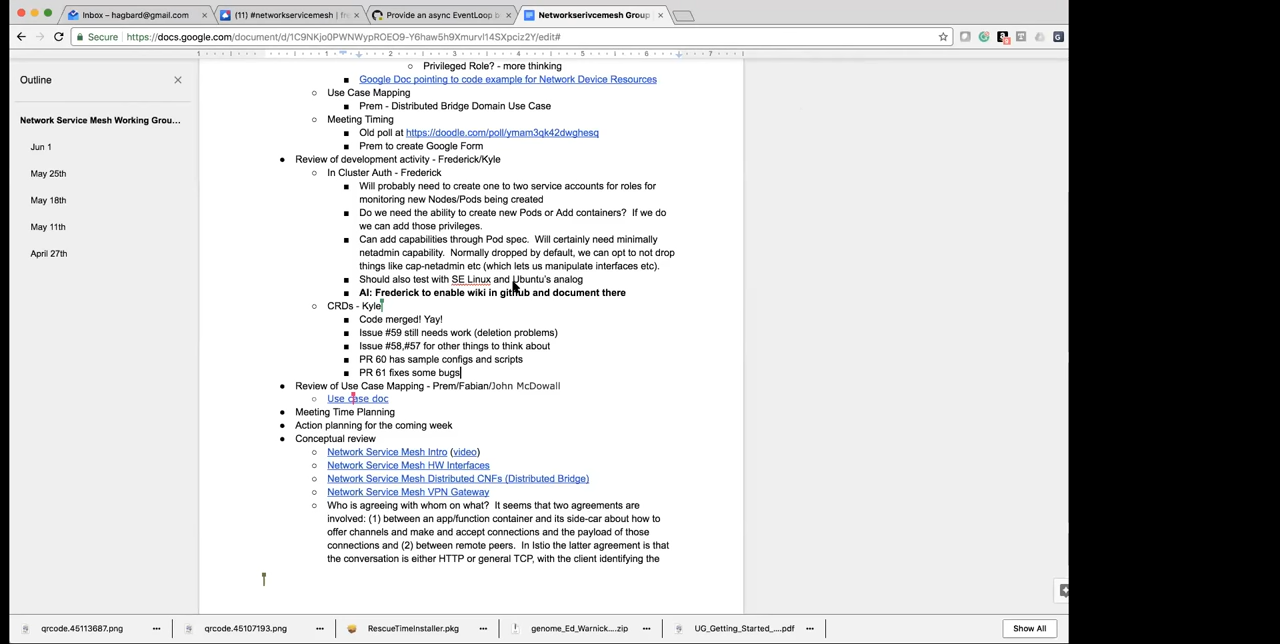 Inbox – hagbard@gmail.com
(11) #networkservicemesh | fr
Provide an async EventLoop b
Networkserivcemesh Group
Secure
https://docs.google.com/document/d/1C9NKjo0PWNWypROEO9-Y6haw5h9Xmurvl14SXpciz2Y/edit#
1 1 2 3 4 5 6 7
Outline
Network Service Mesh Working Grou...
Jun 1
May 25th
May 18th
May 11th
April 27th
Privileged Role? - more thinking
Google Doc pointing to code example for Network Device Resources
Use Case Mapping
Prem - Distributed Bridge Domain Use Case
Meeting Timing
Old poll at https://doodle.com/poll/ymam3qk42dwghesq
Prem to create Google Form
Review of development activity - Frederick/Kyle
In Cluster Auth - Frederick
Will probably need to create one to two service accounts for roles for
monitoring new Nodes/Pods being created
Do we need the ability to create new Pods or Add containers? If we do
we can add those privileges.
Can add capabilities through Pod spec. Will certainly need minimally
netadmin capability. Normally dropped by default, we can opt to not drop
things like cap-netadmin etc (which lets us manipulate interfaces etc).
Should also test with SE Linux and Ubuntu's analog
AI: Frederick to enable wiki in github and document there
CRDs - Kyle
Code merged! Yay!
Issue #59 still needs work (deletion problems)
Issue #58,#57 for other things to think about
PR 60 has sample configs and scripts
PR 61 fixes some bugs
Review of Use Case Mapping - Prem/Fabian/John McDowall
Use case doc
Meeting Time Planning
Action planning for the coming week
Conceptual review
Network Service Mesh Intro (video)
Network Service Mesh HW Interfaces
Network Service Mesh Distributed CNFs (Distributed Bridge)
Network Service Mesh VPN Gateway
Who is agreeing with whom on what? It seems that two agreements are
involved: (1) between an app/function container and its side-car about how to
offer channels and make and accept connections and the payload of those
connections and (2) between remote peers. In Istio the latter agreement is that
the conversation is either HTTP or general TCP, with the client identifying the
qrcode.45113687.png
qrcode.45107193.png
RescueTimeInstaller.pkg
genome_Ed_Warnick....zip
UG_Getting_Started_....pdf
Show All